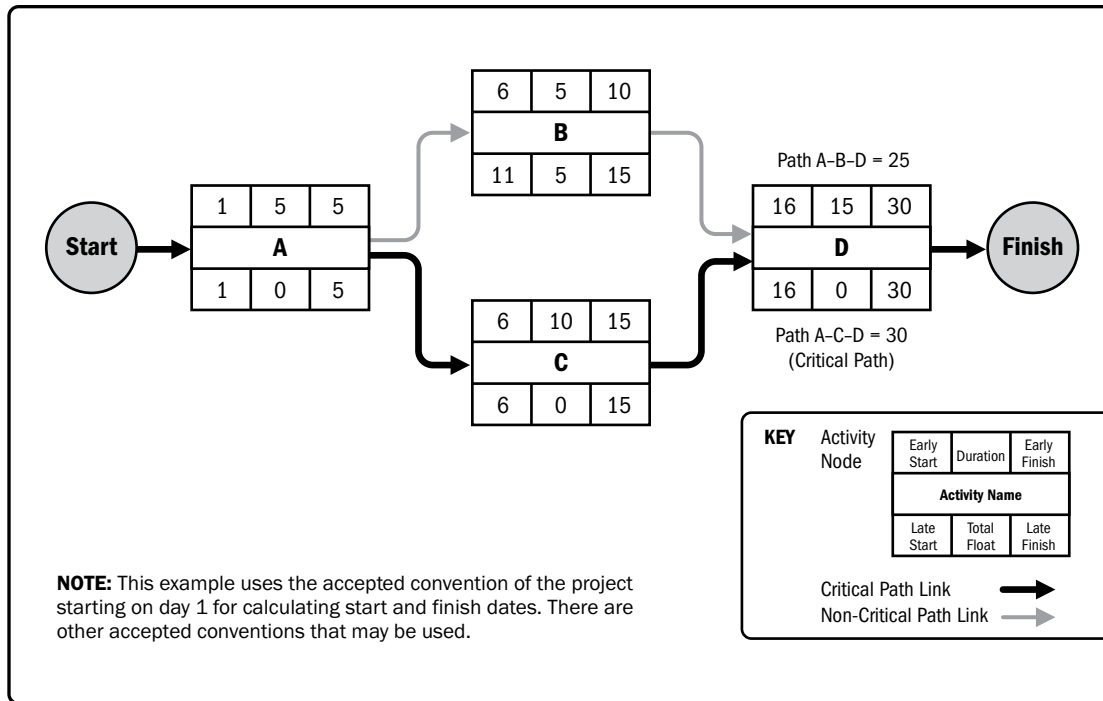 Start
1 5 5
A
1 0 5
6 5 10
B
11 5 15
6 10 15
C
6 0 15
Path A–B–D = 25
16 15 30
D
16 0 30
Path A–C–D = 30
(Critical Path)
Finish
KEY
Activity
Node
Early
Start
Duration
Early
Finish
Activity Name
Late
Start
Total
Float
Late
Finish
Critical Path Link
Non-Critical Path Link
NOTE: This example uses the accepted convention of the project
starting on day 1 for calculating start and finish dates. There are
other accepted conventions that may be used.